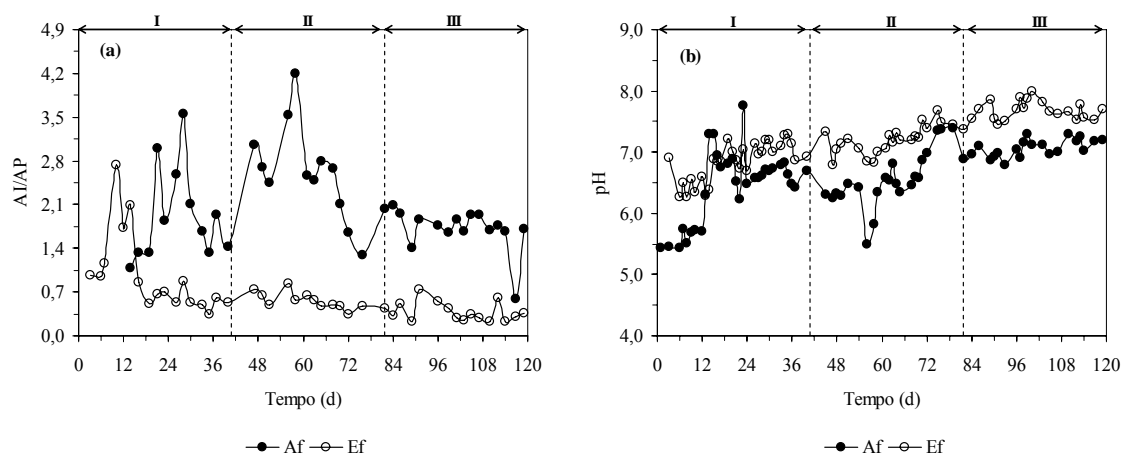 I II III
(a)
4,9
4,2
3,5
2,8
2,1
1,4
0,7
0,0
AI/AP
0 12 24 36 48 60 72 84 96 108 120
Tempo (d)
Af Ef
I II III
(b)
9,0
8,0
7,0
6,0
5,0
4,0
pH
0 12 24 36 48 60 72 84 96 108 120
Tempo (d)
Af Ef